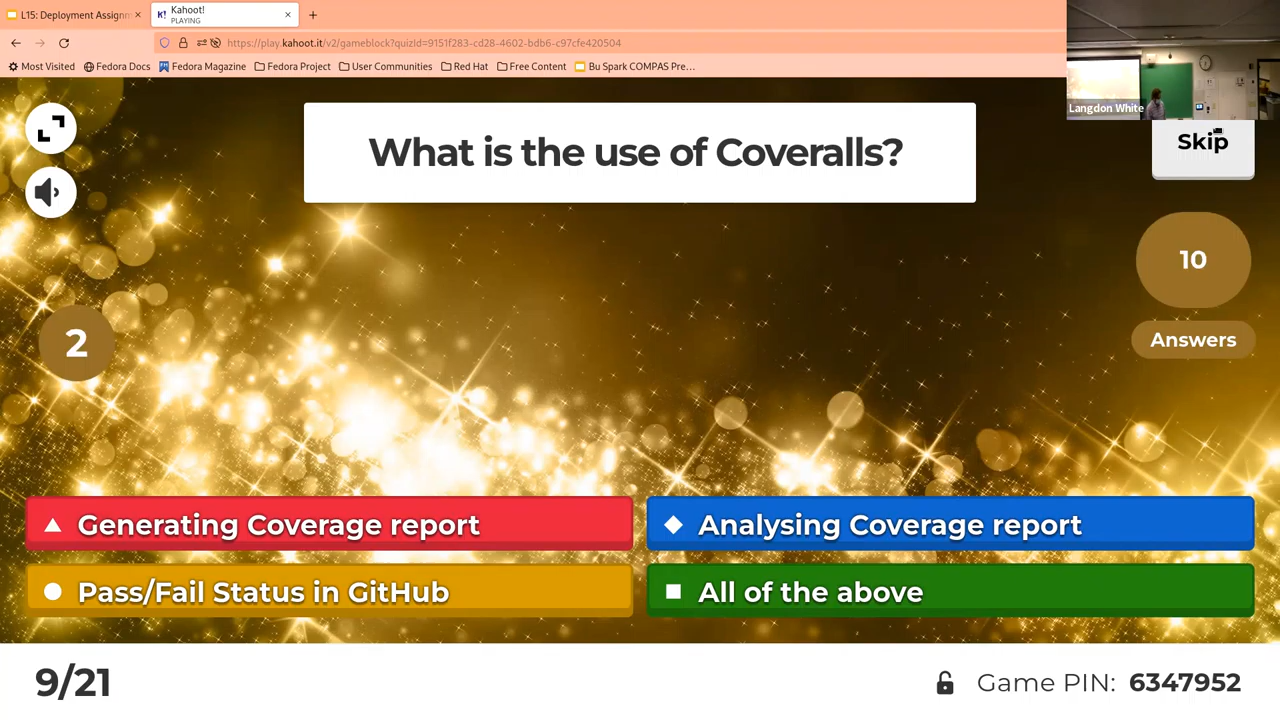 L15: Deployment Assignm
Kahoot!
PLAYING
https://play.kahoot.it/v2/gameblock?quizId=9151f283-cd28-4602-bdb6-c97cfe420504
Most Visited
Fedora Docs
Fedora Magazine
Fedora Project
User Communities
Red Hat
Free Content
Bu Spark COMPAS Pre…
Langdon White
What is the use of Coveralls?
Skip
10
Answers
2
Generating Coverage report
Analysing Coverage report
Pass/Fail Status in GitHub
All of the above
9/21
Game PIN: 6347952